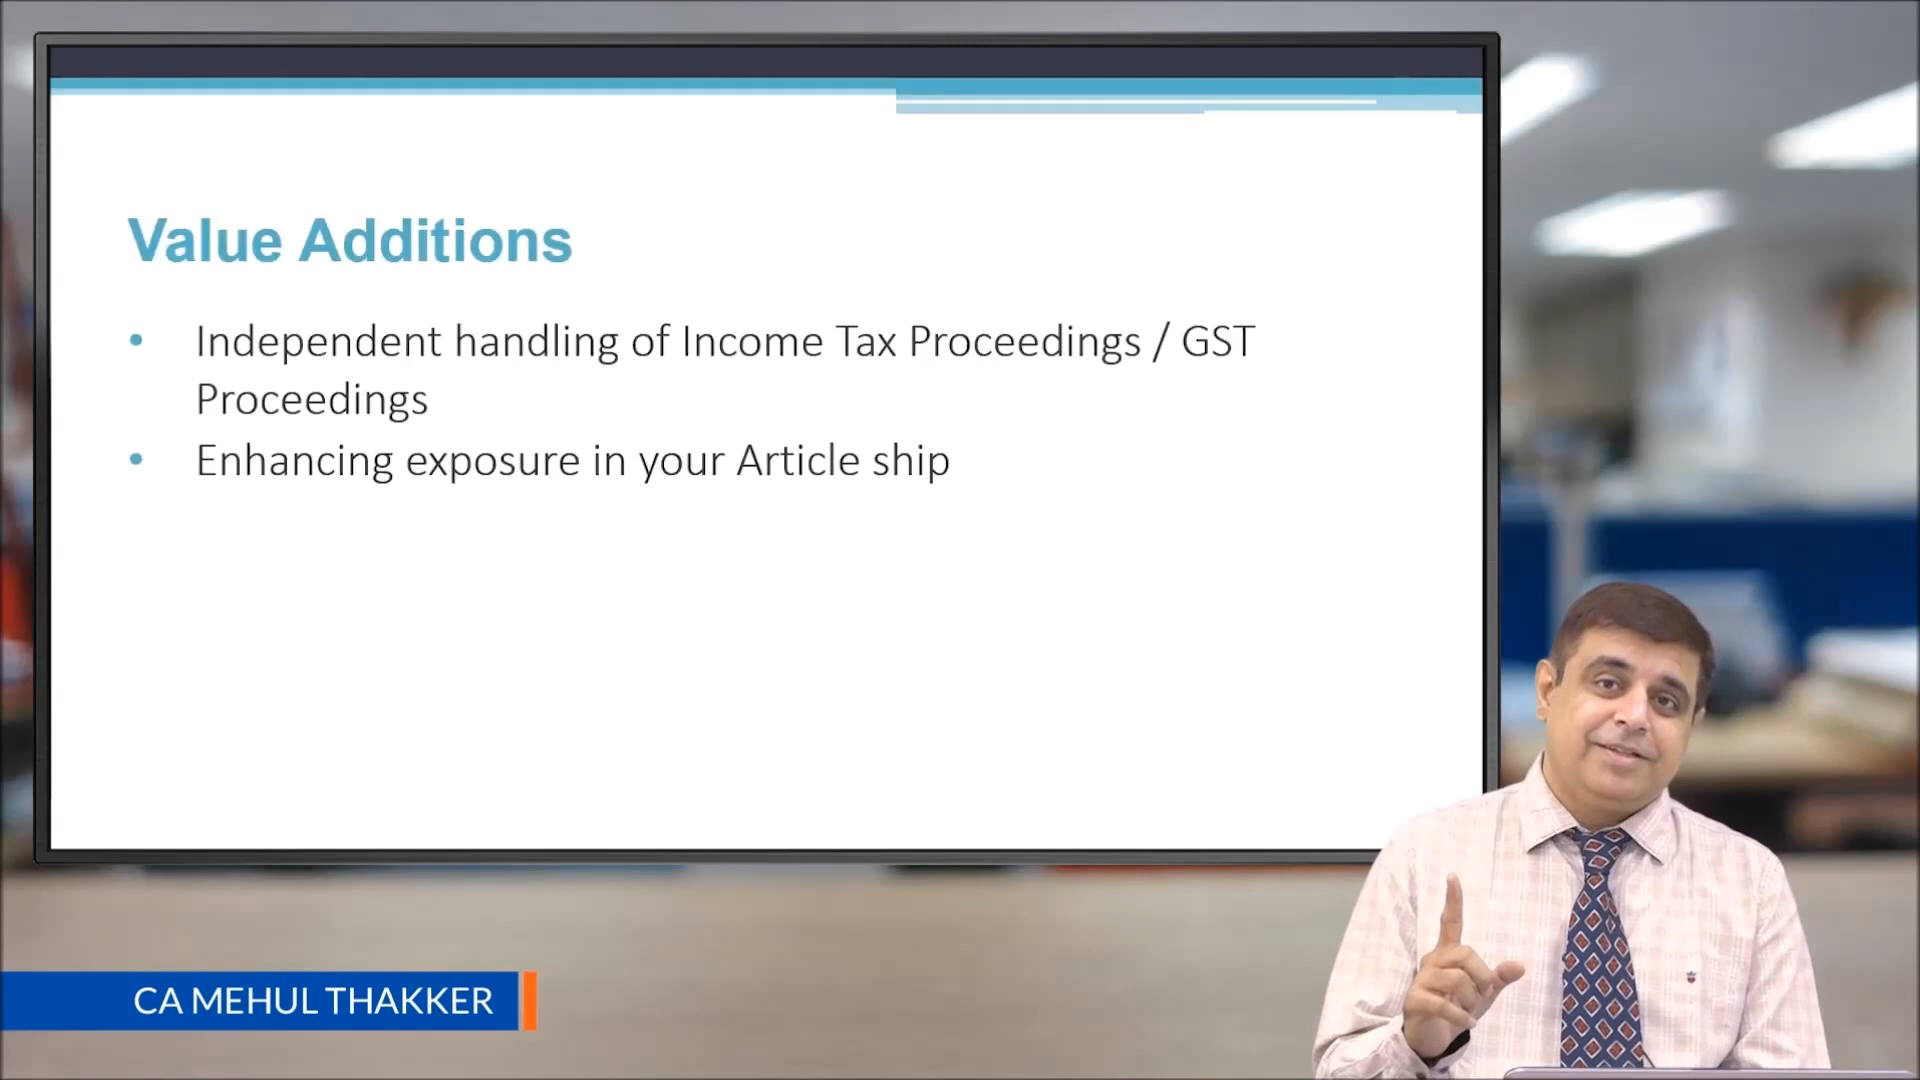 Value Additions
• Independent handling of Income Tax Proceedings / GST
Proceedings
• Enhancing exposure in your Article ship
CA MEHUL THAKKER